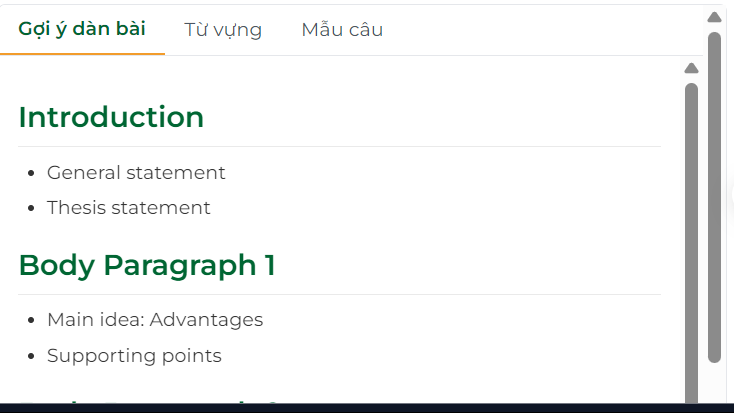 Gợi ý dàn bài Từ vựng Mẫu câu
Introduction
General statement
Thesis statement
Body Paragraph 1
Main idea: Advantages
Supporting points